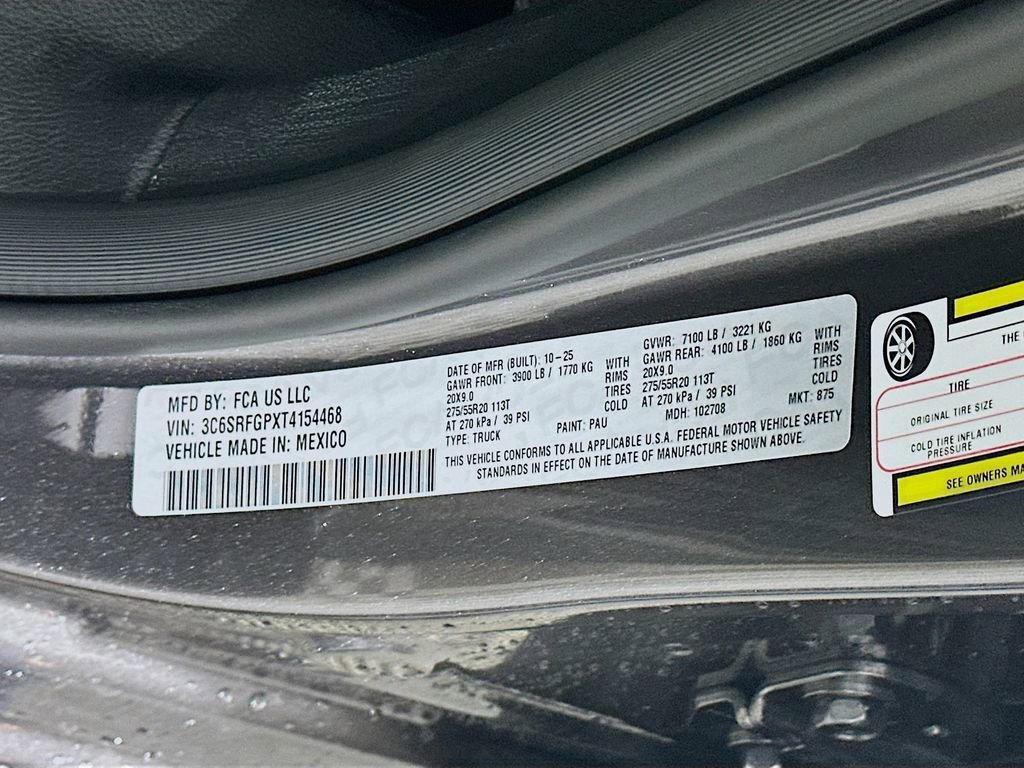 MFD BY: FCA US LLC
VIN: 3C6SRFGPXT4154468
VEHICLE MADE IN: MEXICO
DATE OF MFR (BUILT): 10-25
GAWR FRONT: 3900 LB / 1770 KG WITH
20X9.0 RIMS
275/55R20 113T TIRES
AT 270 kPa / 39 PSI COLD
TYPE: TRUCK
PAINT: PAU
GVWR: 7100 LB / 3221 KG
GAWR REAR: 4100 LB / 1860 KG WITH
20X9.0 RIMS
275/55R20 113T TIRES
AT 270 kPa / 39 PSI COLD
MDH: 102708
MKT: 875
THIS VEHICLE CONFORMS TO ALL APPLICABLE U.S.A. FEDERAL MOTOR VEHICLE SAFETY
STANDARDS IN EFFECT ON THE DATE OF MANUFACTURE SHOWN ABOVE.
THE
TIRE
ORIGINAL TIRE SIZE
COLD TIRE INFLATION
PRESSURE
SEE OWNERS MA